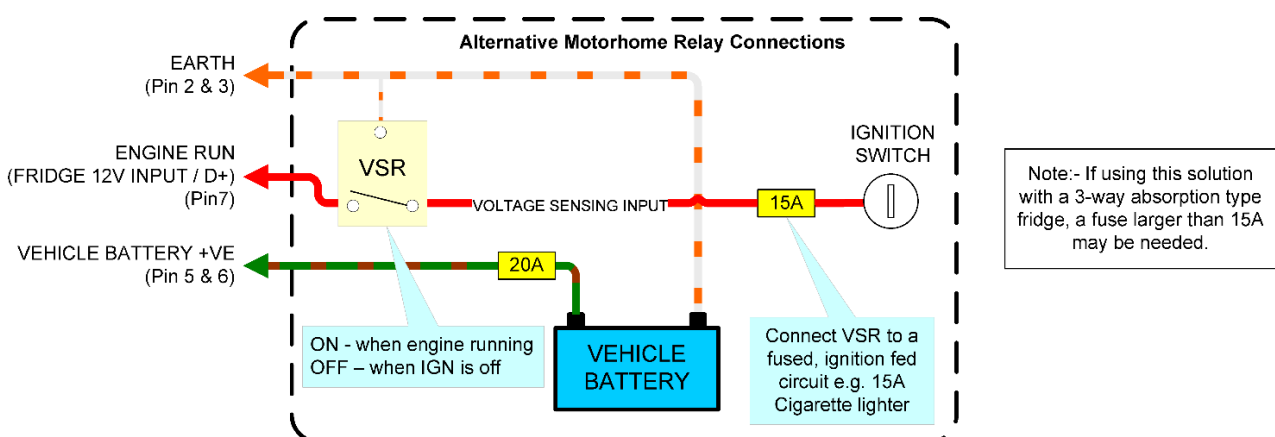 Alternative Motorhome Relay Connections
EARTH
(Pin 2 & 3)
ENGINE RUN
(FRIDGE 12V INPUT / D+)
(Pin7)
VEHICLE BATTERY +VE
(Pin 5 & 6)
VSR
VOLTAGE SENSING INPUT
15A
IGNITION
SWITCH
20A
ON - when engine running
OFF – when IGN is off
VEHICLE
BATTERY
Connect VSR to a
fused, ignition fed
circuit e.g. 15A
Cigarette lighter
Note:- If using this solution
with a 3-way absorption type
fridge, a fuse larger than 15A
may be needed.